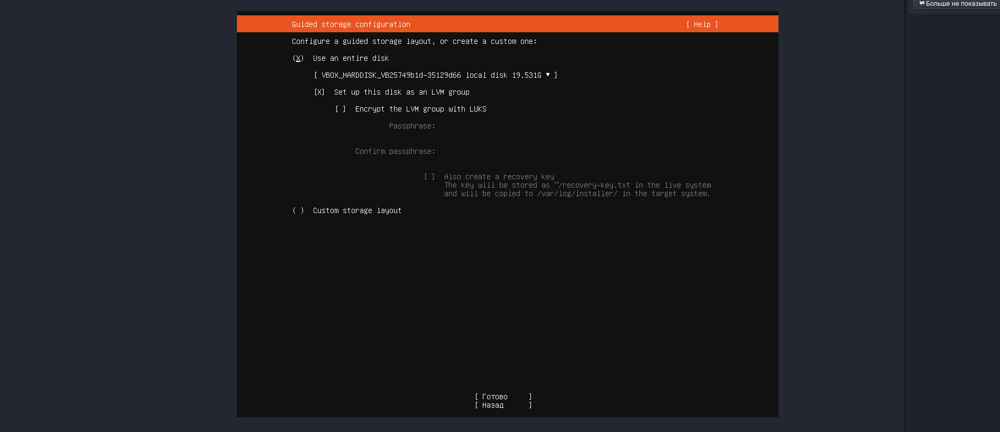 Больше не показывать
Guided storage configuration [ Help ]
Configure a guided storage layout, or create a custom one:
(X) Use an entire disk
[ VBOX_HARDDISK_VB25749b1d-35129d66 local disk 19.531G ▾ ]
[X] Set up this disk as an LVM group
[ ] Encrypt the LVM group with LUKS
Passphrase:
Confirm passphrase:
[ ] Also create a recovery key
The key will be stored as ~/recovery-key.txt in the live system
and will be copied to /var/log/installer/ in the target system.
( ) Custom storage layout
[ Готово ]
[ Назад ]